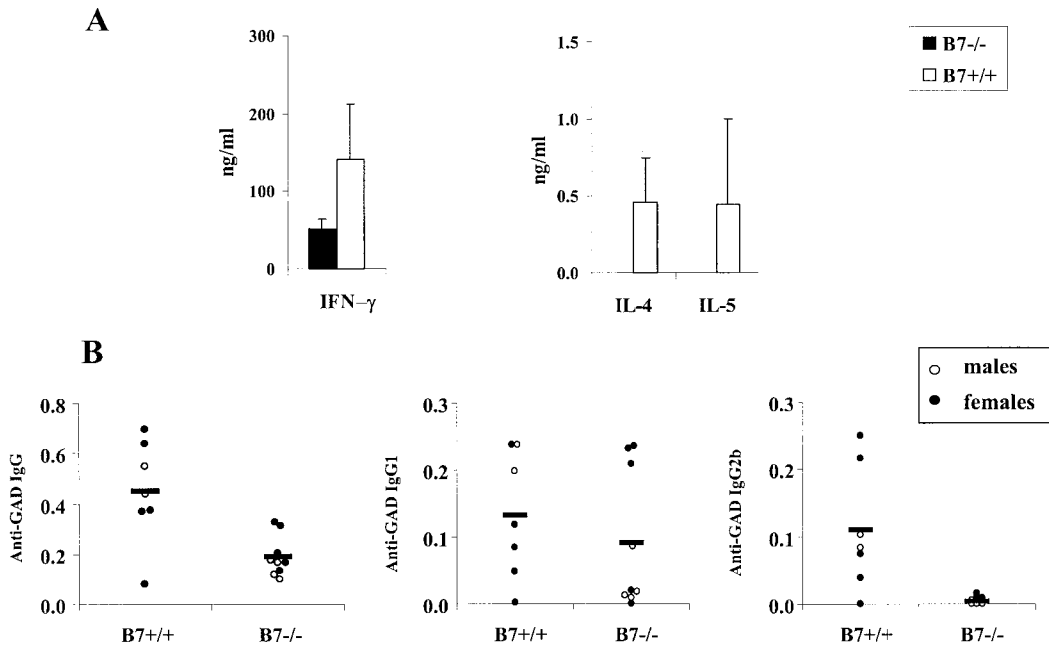 A
300
200
100
0
ng/ml
IFN–γ
1.5
1.0
0.5
0.0
ng/ml
IL-4 IL-5
B7-/-
B7+/+
B
males
females
0.8
0.6
0.4
0.2
0.0
Anti-GAD IgG
B7+/+ B7-/-
0.3
0.2
0.1
0.0
Anti-GAD IgG1
B7+/+ B7-/-
0.3
0.2
0.1
0.0
Anti-GAD IgG2b
B7+/+ B7-/-